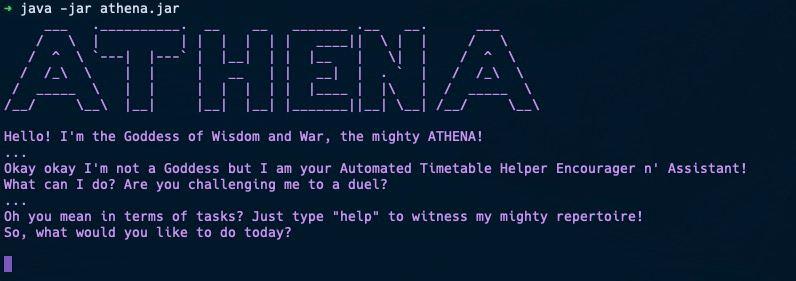 → java -jar athena.jar
ATHENA
Hello! I'm the Goddess of Wisdom and War, the mighty ATHENA!
...
Okay okay I'm not a Goddess but I am your Automated Timetable Helper Encourager n' Assistant!
What can I do? Are you challenging me to a duel?
...
Oh you mean in terms of tasks? Just type "help" to witness my mighty repertoire!
So, what would you like to do today?